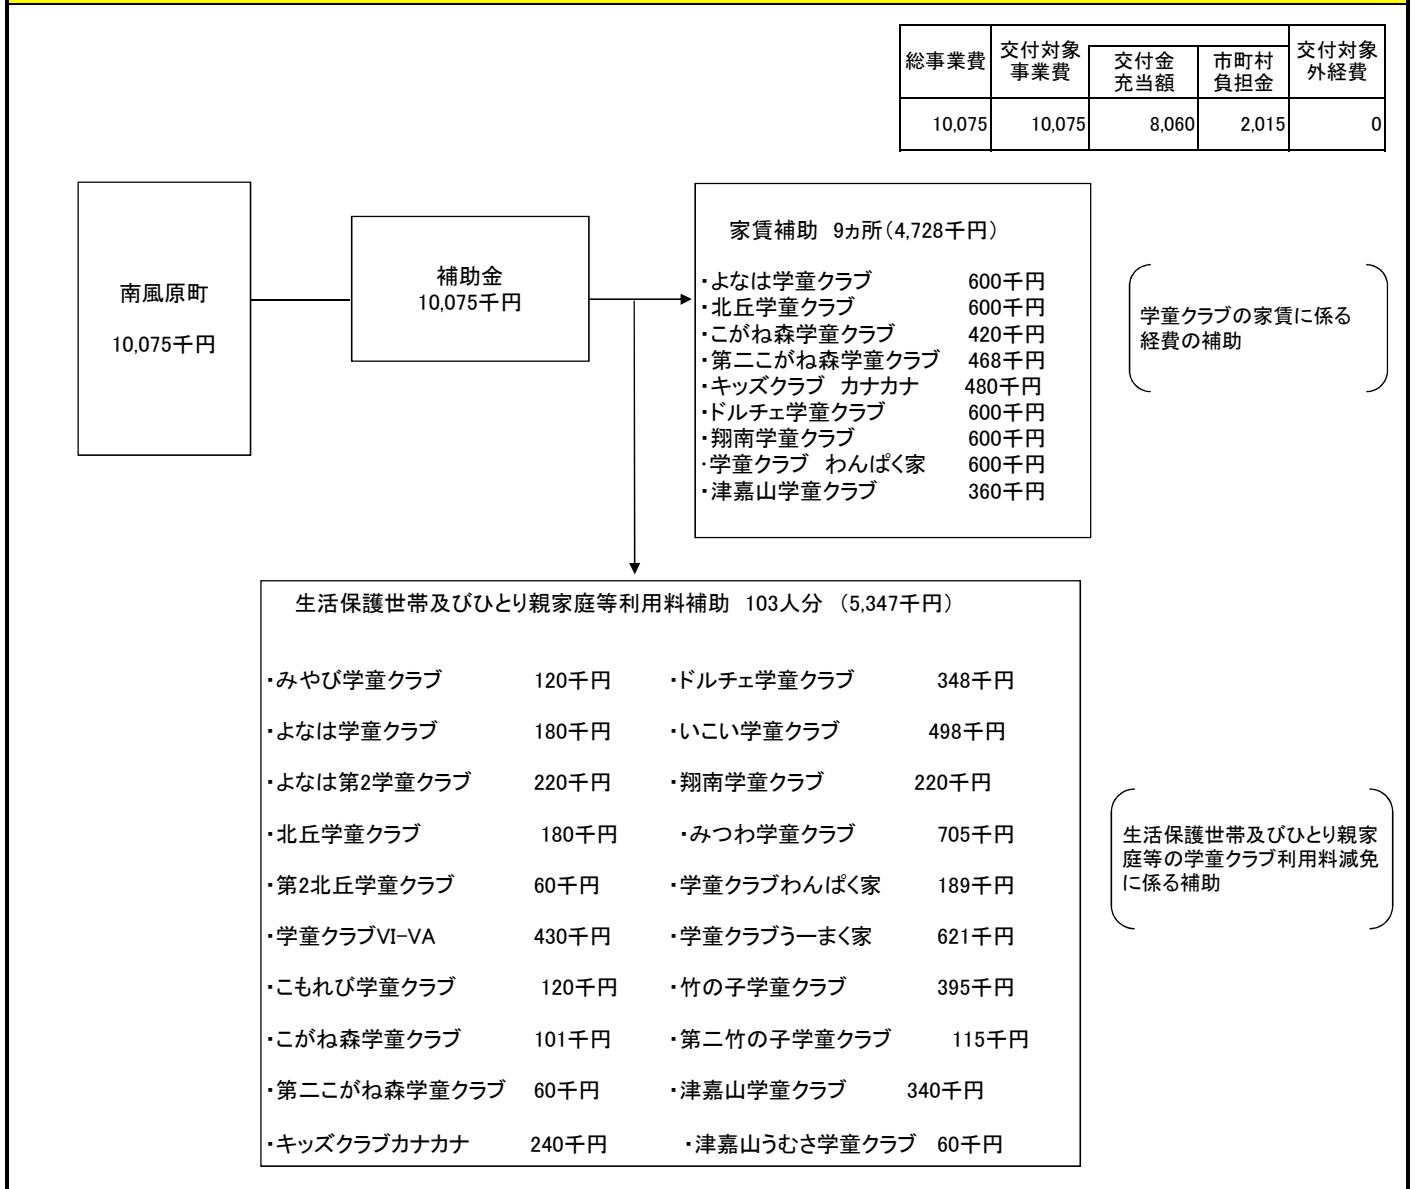 総事業費
交付対象
事業費
交付金
充当額
市町村
負担金
交付対象
外経費
10,075 10,075 8,060 2,015 0
南風原町
10,075千円
補助金
10,075千円
家賃補助 9ヵ所(4,728千円)
・よなは学童クラブ 600千円
・北丘学童クラブ 600千円
・こがね森学童クラブ 420千円
・第二こがね森学童クラブ 468千円
・キッズクラブ カナカナ 480千円
・ドルチェ学童クラブ 600千円
・翔南学童クラブ 600千円
・学童クラブ わんぱく家 600千円
・津嘉山学童クラブ 360千円
学童クラブの家賃に係る
経費の補助
生活保護世帯及びひとり親家庭等利用料補助 103人分 (5,347千円)
・みやび学童クラブ 120千円 ・ドルチェ学童クラブ 348千円
・よなは学童クラブ 180千円 ・いこい学童クラブ 498千円
・よなは第2学童クラブ 220千円 ・翔南学童クラブ 220千円
・北丘学童クラブ 180千円 ・みつわ学童クラブ 705千円
・第2北丘学童クラブ 60千円 ・学童クラブわんぱく家 189千円
・学童クラブVI-VA 430千円 ・学童クラブうーまく家 621千円
・こもれび学童クラブ 120千円 ・竹の子学童クラブ 395千円
・こがね森学童クラブ 101千円 ・第二竹の子学童クラブ 115千円
・第二こがね森学童クラブ 60千円 ・津嘉山学童クラブ 340千円
・キッズクラブカナカナ 240千円 ・津嘉山うむさ学童クラブ 60千円
生活保護世帯及びひとり親家
庭等の学童クラブ利用料減免
に係る補助